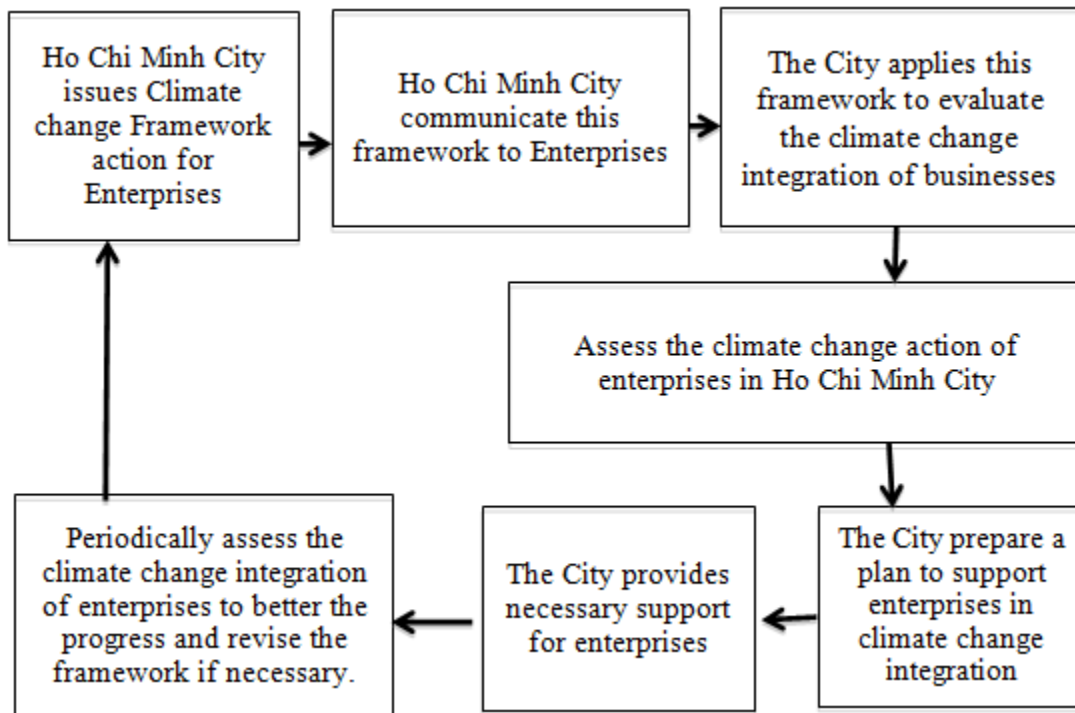 Ho Chi Minh City
issues Climate
change Framework
action for
Enterprises
Ho Chi Minh City
communicate this
framework to Enterprises
The City applies this
framework to evaluate
the climate change
integration of businesses
Assess the climate change action of
enterprises in Ho Chi Minh City
The City prepare a
plan to support
enterprises in
climate change
integration
The City provides
necessary support
for enterprises
Periodically assess the
climate change integration
of enterprises to better the
progress and revise the
framework if necessary.